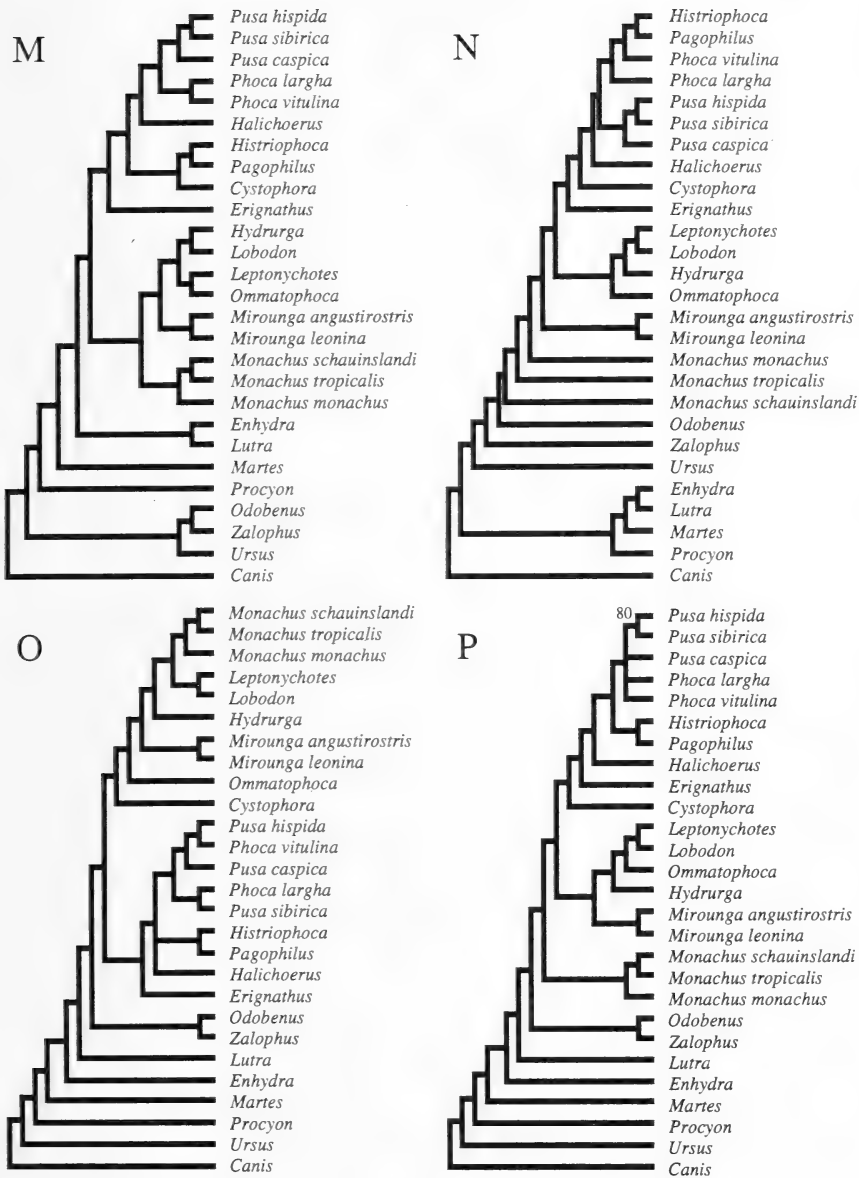 M
Pusa hispida
Pusa sibirica
Pusa caspica
Phoca largha
Phoca vitulina
Halichoerus
Histriophoca
Pagophilus
Cystophora
Erignathus
Hydrurga
Lobodon
Leptonychotes
Ommatophoca
Mirounga angustirostris
Mirounga leonina
Monachus schauinslandi
Monachus tropicalis
Monachus monachus
Enhydra
Lutra
Martes
Procyon
Odobenus
Zalophus
Ursus
Canis
N
Histriophoca
Pagophilus
Phoca vitulina
Phoca largha
Pusa hispida
Pusa sibirica
Pusa caspica
Halichoerus
Cystophora
Erignathus
Leptonychotes
Lobodon
Hydrurga
Ommatophoca
Mirounga angustirostris
Mirounga leonina
Monachus monachus
Monachus tropicalis
Monachus schauinslandi
Odobenus
Zalophus
Ursus
Enhydra
Lutra
Martes
Procyon
Canis
O
Monachus schauinslandi
Monachus tropicalis
Monachus monachus
Leptonychotes
Lobodon
Hydrurga
Mirounga angustirostris
Mirounga leonina
Ommatophoca
Cystophora
Pusa hispida
Phoca vitulina
Pusa caspica
Phoca largha
Pusa sibirica
Histriophoca
Pagophilus
Halichoerus
Erignathus
Odobenus
Zalophus
Lutra
Enhydra
Martes
Procyon
Ursus
Canis
P
80
Pusa hispida
Pusa sibirica
Pusa caspica
Phoca largha
Phoca vitulina
Histriophoca
Pagophilus
Halichoerus
Erignathus
Cystophora
Leptonychotes
Lobodon
Ommatophoca
Hydrurga
Mirounga angustirostris
Mirounga leonina
Monachus schauinslandi
Monachus tropicalis
Monachus monachus
Odobenus
Zalophus
Lutra
Enhydra
Martes
Procyon
Ursus
Canis